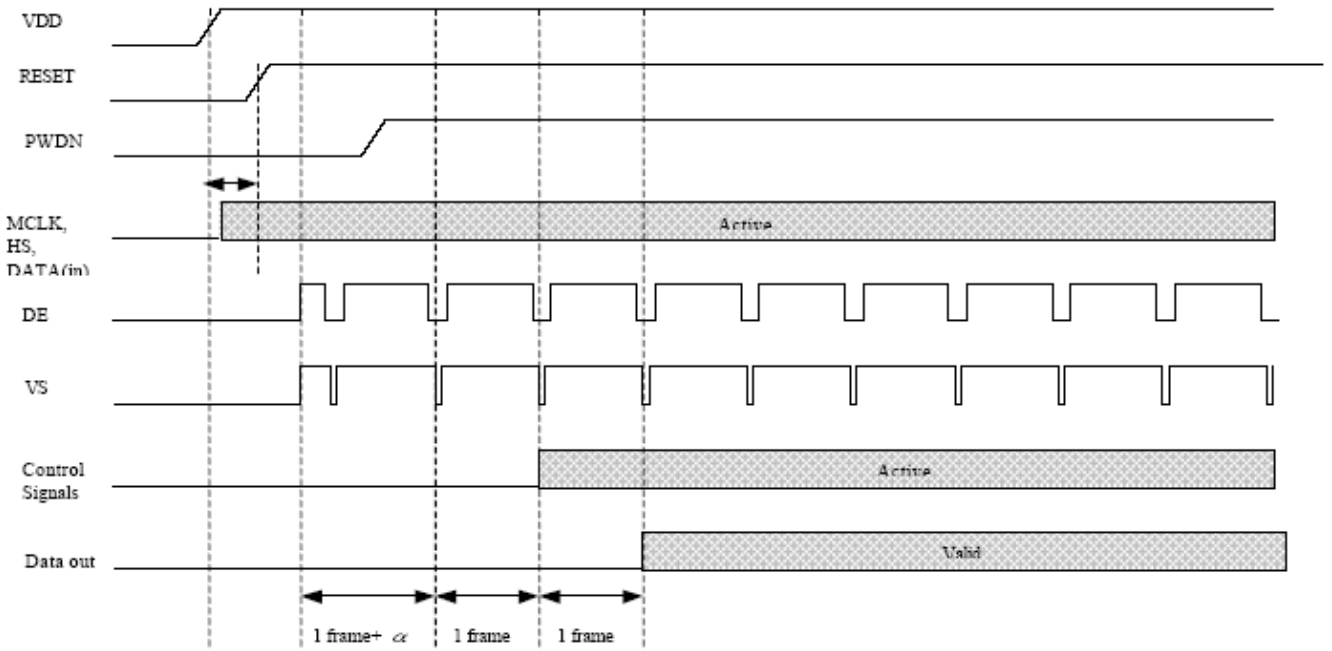 VDD
RESET
PWDN
MCLK,
HS,
DATA(in)
Active
DE
VS
Control
Signals
Active
Data out
Valid
1 frame+ α
1 frame
1 frame